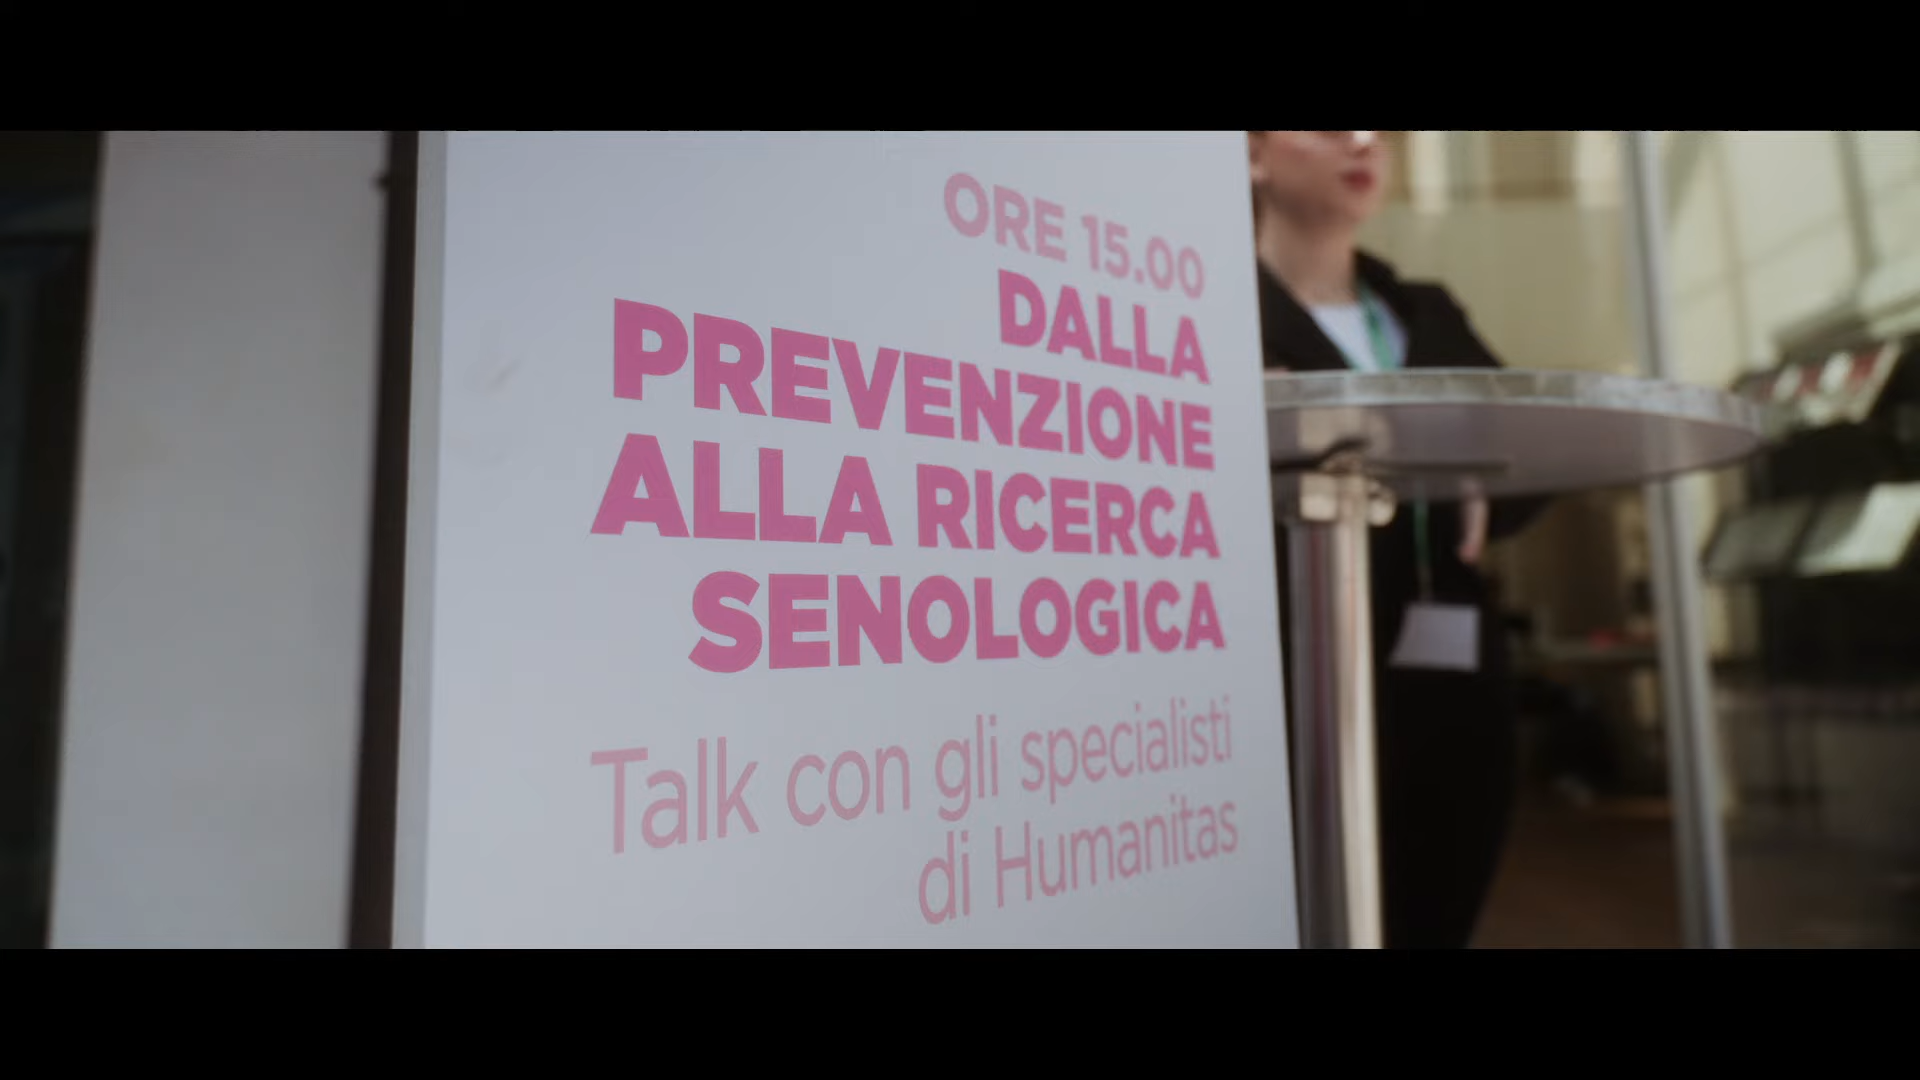 ORE 15.00
DALLA
PREVENZIONE
ALLA RICERCA
SENOLOGICA
Talk con gli specialisti
di Humanitas